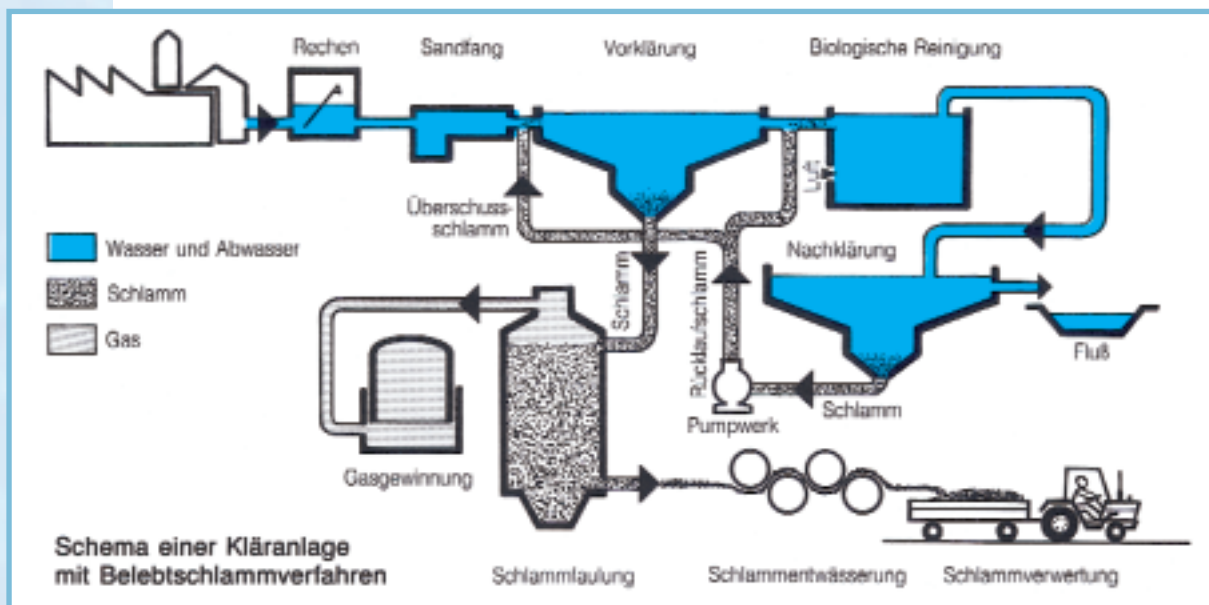 Rechen
Sandfang
Vorklärung
Biologische Reinigung
Luft
Überschuss-
schlamm
Wasser und Abwasser
Schlamm
Gas
Schlamm
Rücklaufschlamm
Nachklärung
Fluß
Schlamm
Pumpwerk
Gasgewinnung
Schema einer Kläranlage
mit Belebtschlammverfahren
Schlammlaulung
Schlammentwässerung
Schlammverwertung